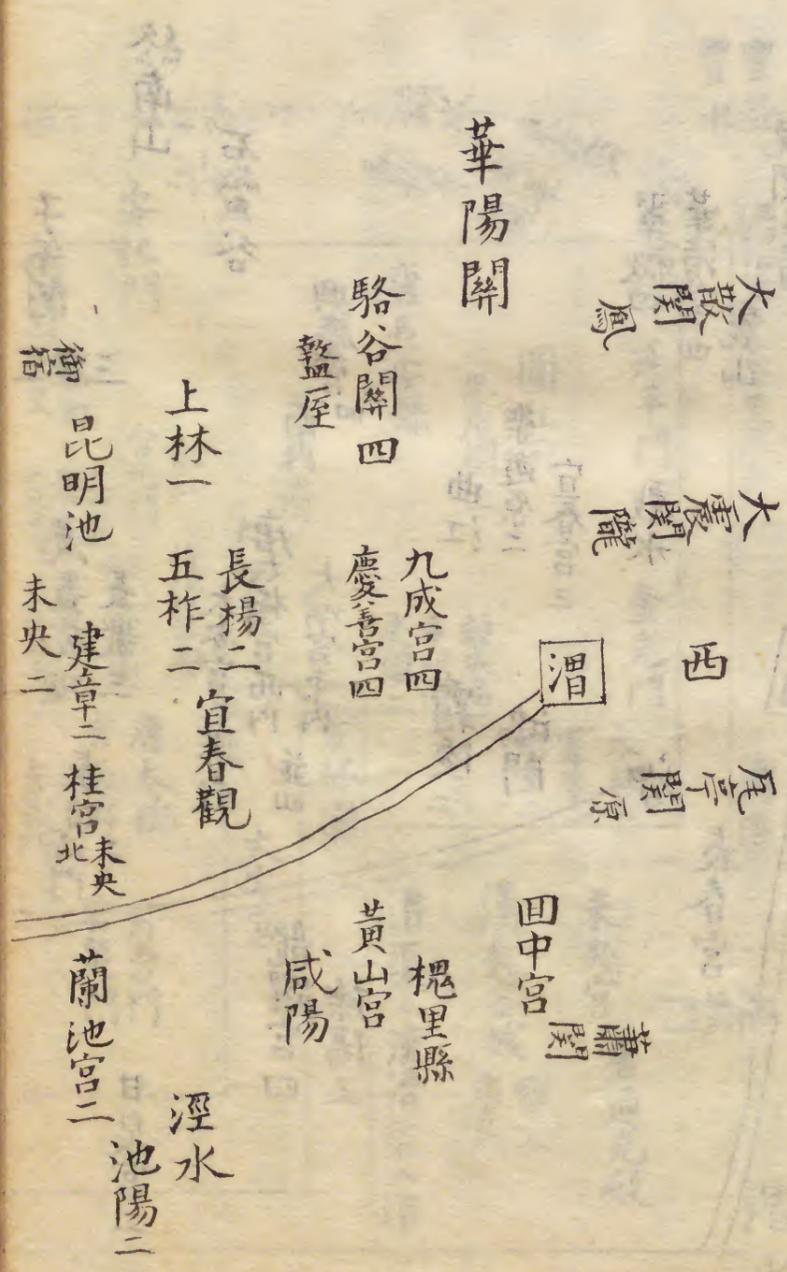 大散關鳳
大震關隴
西
尾亭關原
蕭關
華陽關
渭
回中宮
駱谷關四
盩厔
九成宮四
慶善宮四
槐里縣
黃山宮
咸陽
上林一
長楊二
五柞二
宜春觀
涇水
池陽二
御宿
昆明池
建章二
未央二
桂宮未央北
蘭池宮二